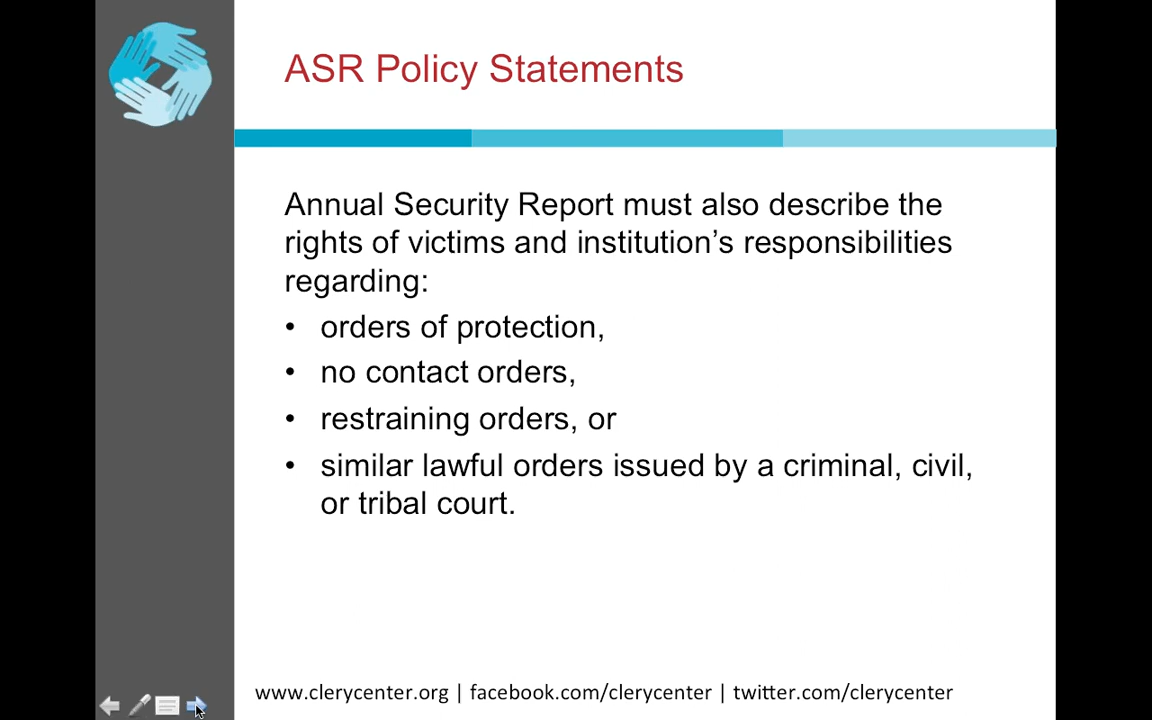 ASR Policy Statements
Annual Security Report must also describe the
rights of victims and institution’s responsibilities
regarding:
• orders of protection,
• no contact orders,
• restraining orders, or
• similar lawful orders issued by a criminal, civil,
or tribal court.
www.clerycenter.org | facebook.com/clerycenter | twitter.com/clerycenter